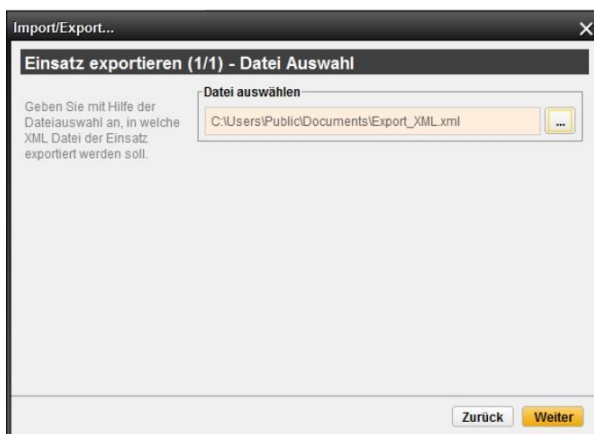 Import/Export...
Einsatz exportieren (1/1) - Datei Auswahl
Geben Sie mit Hilfe der
Dateiauswahl an, in welche
XML Datei der Einsatz
exportiert werden soll.
Datei auswählen
C:\Users\Public\Documents\Export_XML.xml
...
Zurück
Weiter